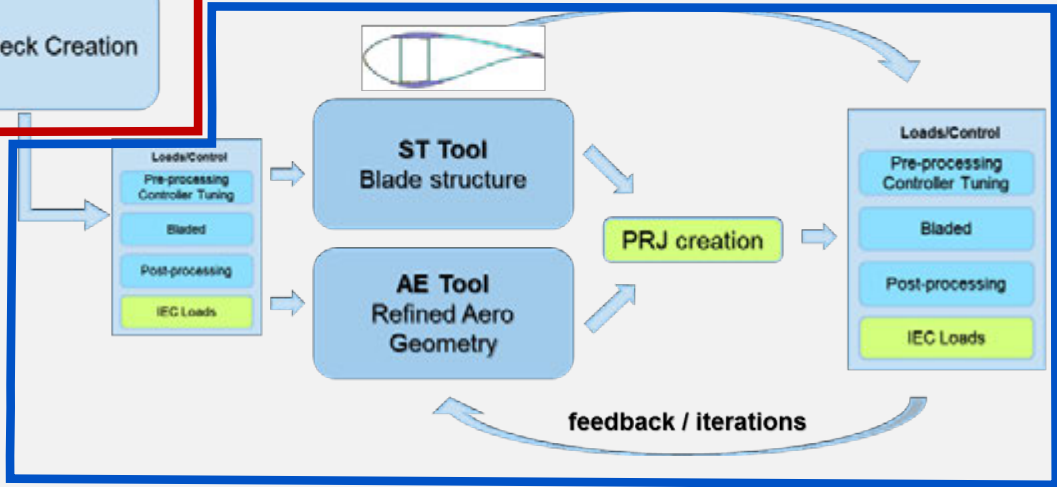 eck Creation
Loads/Control
Pre-processing
Controller Tuning
Bladed
Post-processing
IEC Loads
ST Tool
Blade structure
AE Tool
Refined Aero
Geometry
PRJ creation
Loads/Control
Pre-processing
Controller Tuning
Bladed
Post-processing
IEC Loads
feedback / iterations